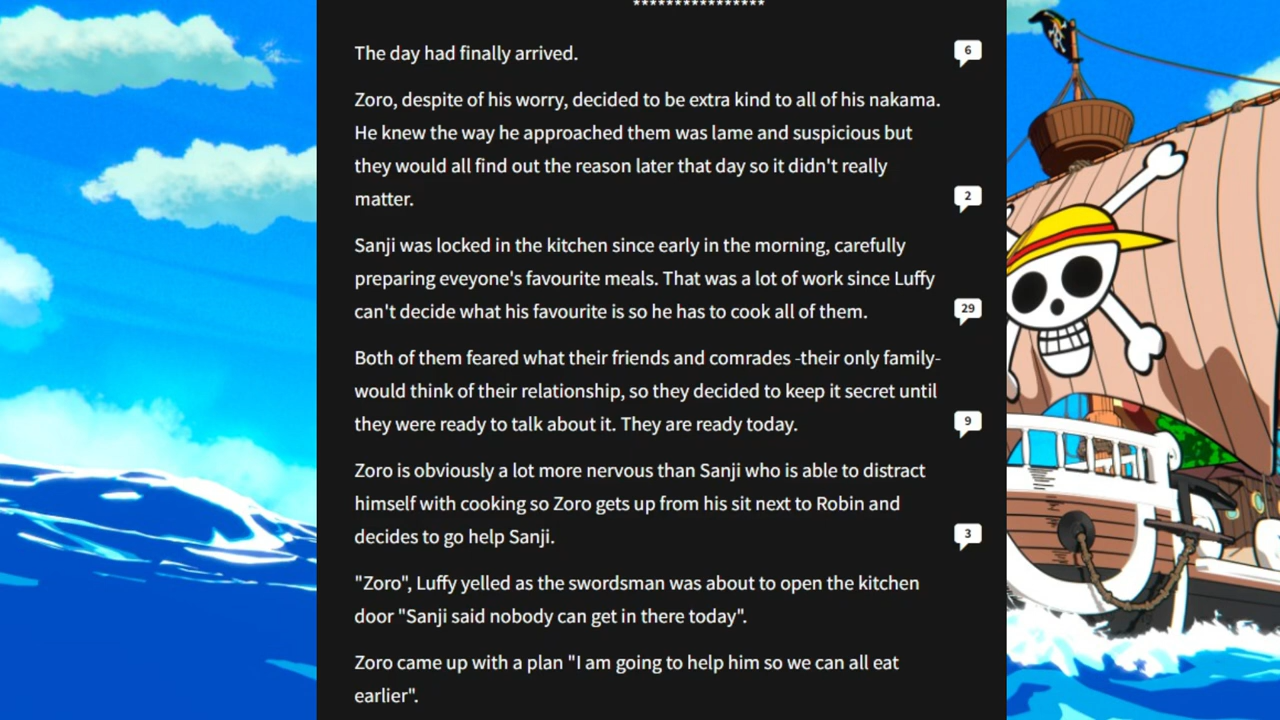 ****************
The day had finally arrived.
6
Zoro, despite of his worry, decided to be extra kind to all of his nakama.
He knew the way he approached them was lame and suspicious but
they would all find out the reason later that day so it didn't really
matter.
2
Sanji was locked in the kitchen since early in the morning, carefully
preparing eveyone's favourite meals. That was a lot of work since Luffy
can't decide what his favourite is so he has to cook all of them.
29
Both of them feared what their friends and comrades -their only family-
would think of their relationship, so they decided to keep it secret until
they were ready to talk about it. They are ready today.
9
Zoro is obviously a lot more nervous than Sanji who is able to distract
himself with cooking so Zoro gets up from his sit next to Robin and
decides to go help Sanji.
3
"Zoro", Luffy yelled as the swordsman was about to open the kitchen
door "Sanji said nobody can get in there today".
Zoro came up with a plan "I am going to help him so we can all eat
earlier".